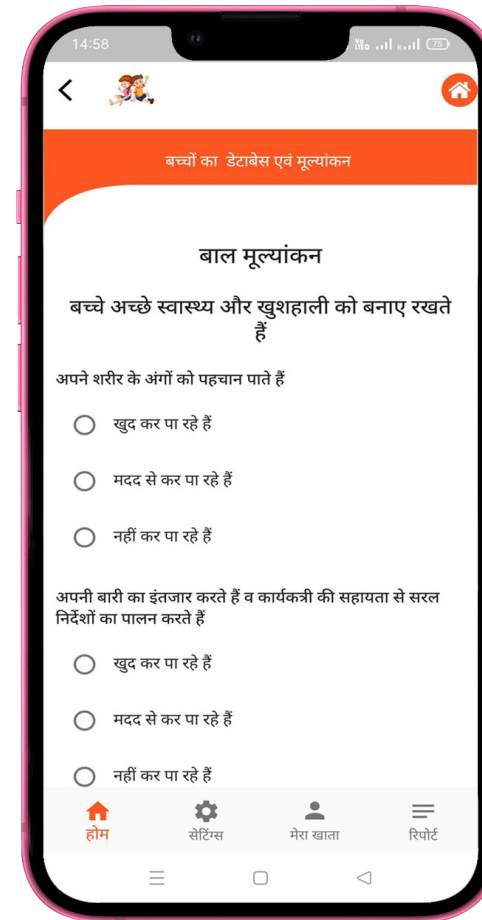 14:58
75
बच्चों का डेटाबेस एवं मूल्यांकन
बाल मूल्यांकन
बच्चे अच्छे स्वास्थ्य और खुशहाली को बनाए रखते
हैं
अपने शरीर के अंगों को पहचान पाते हैं
खुद कर पा रहे हैं
मदद से कर पा रहे हैं
नहीं कर पा रहे हैं
अपनी बारी का इंतजार करते हैं व कार्यकत्री की सहायता से सरल
निर्देशों का पालन करते हैं
खुद कर पा रहे हैं
मदद से कर पा रहे हैं
नहीं कर पा रहे हैं
होम सेटिंग्स मेरा खाता रिपोर्ट